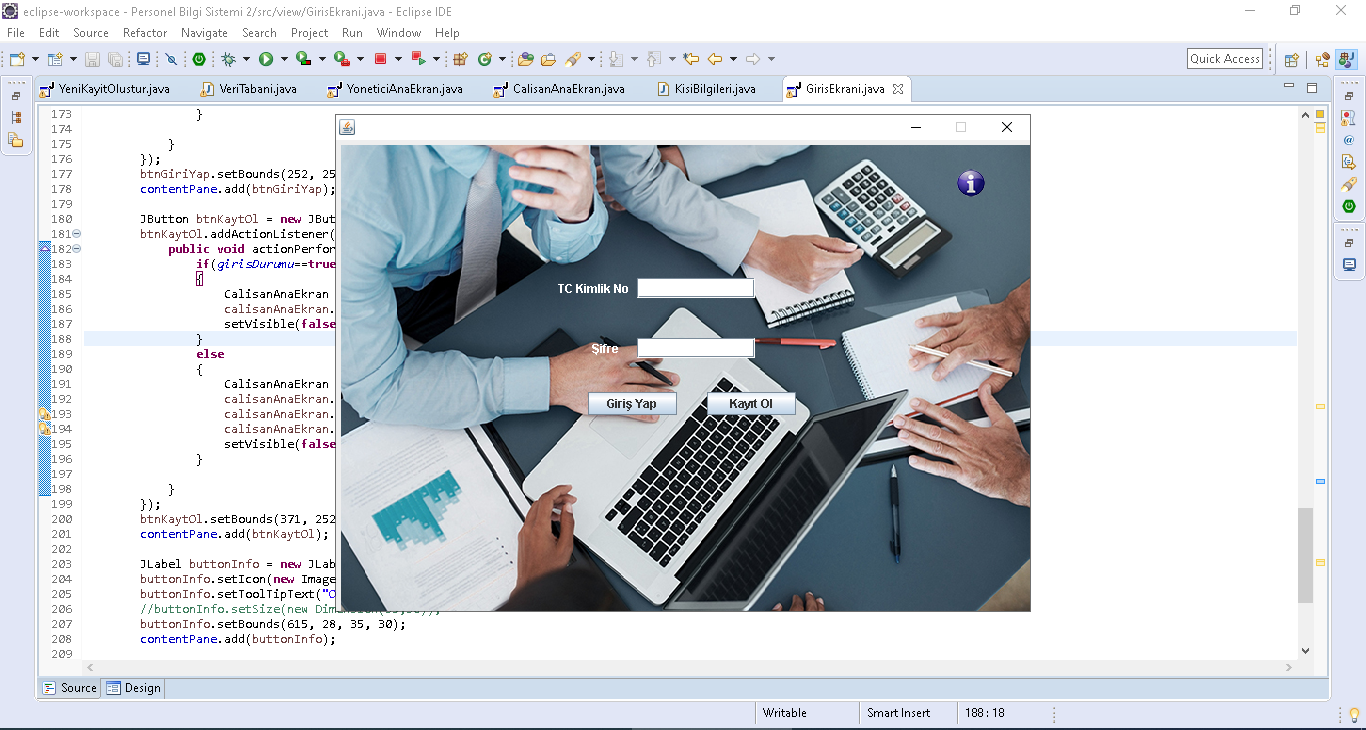 eclipse-workspace - Personel Bilgi Sistemi 2/src/view/GirisEkrani.java - Eclipse IDE
File Edit Source Refactor Navigate Search Project Run Window Help
Quick Access
YeniKayitOlustur.java VeriTabani.java YoneticiAnaEkran.java CalisanAnaEkran.java KisiBilgileri.java GirisEkrani.java
173 }
174
175 }
176 });
177 btnGiriYap.setBounds(252, 25
178 contentPane.add(btnGiriYap);
179
180 JButton btnKaytOl = new JBut
181 btnKaytOl.addActionListener(
182 public void actionPerfor
183 if(girisDurumu==true
184 {
185 CalisanAnaEkran
186 calisanAnaEkran.
187 setVisible(false
188 }
189 else
190 {
191 CalisanAnaEkran
192 calisanAnaEkran.
193 calisanAnaEkran.
194 calisanAnaEkran.
195 setVisible(false
196 }
197
198 }
199 });
200 btnKaytOl.setBounds(371, 252
201 contentPane.add(btnKaytOl);
202
203 JLabel buttonInfo = new JLab
204 buttonInfo.setIcon(new Image
205 buttonInfo.setToolTipText("O
206 //buttonInfo.setSize(new
207 buttonInfo.setBounds(615, 28, 35, 30);
208 contentPane.add(buttonInfo);
209
TC Kimlik No
Şifre
Giriş Yap Kayıt Ol
Source Design
Writable Smart Insert 188 : 18